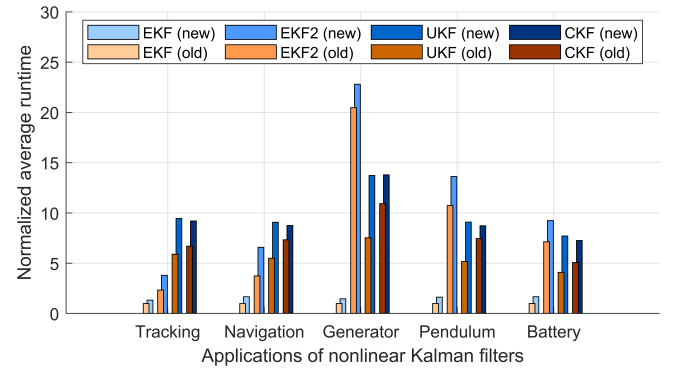 EKF (new) EKF2 (new) UKF (new) CKF (new)
EKF (old) EKF2 (old) UKF (old) CKF (old)
Normalized average runtime
30
25
20
15
10
5
0
Tracking Navigation Generator Pendulum Battery
Applications of nonlinear Kalman filters